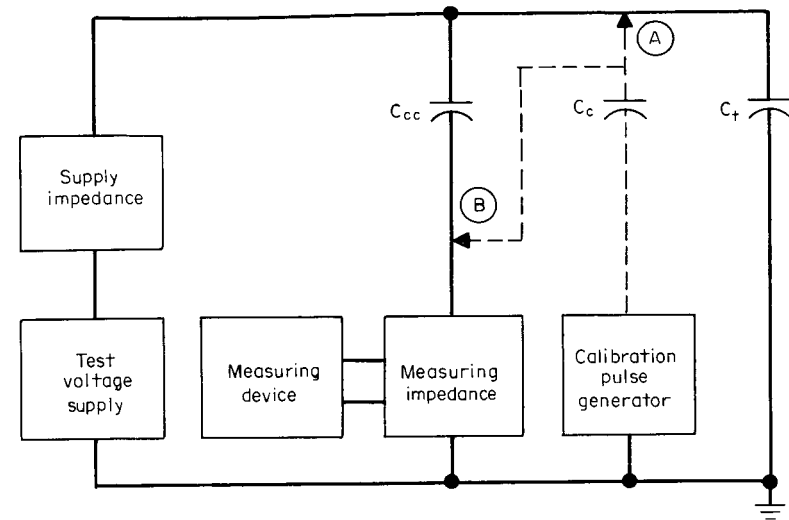 A
Ccc
Cc
Ct
B
Supply
impedance
Test
voltage
supply
Measuring
device
Measuring
impedance
Calibration
pulse
generator